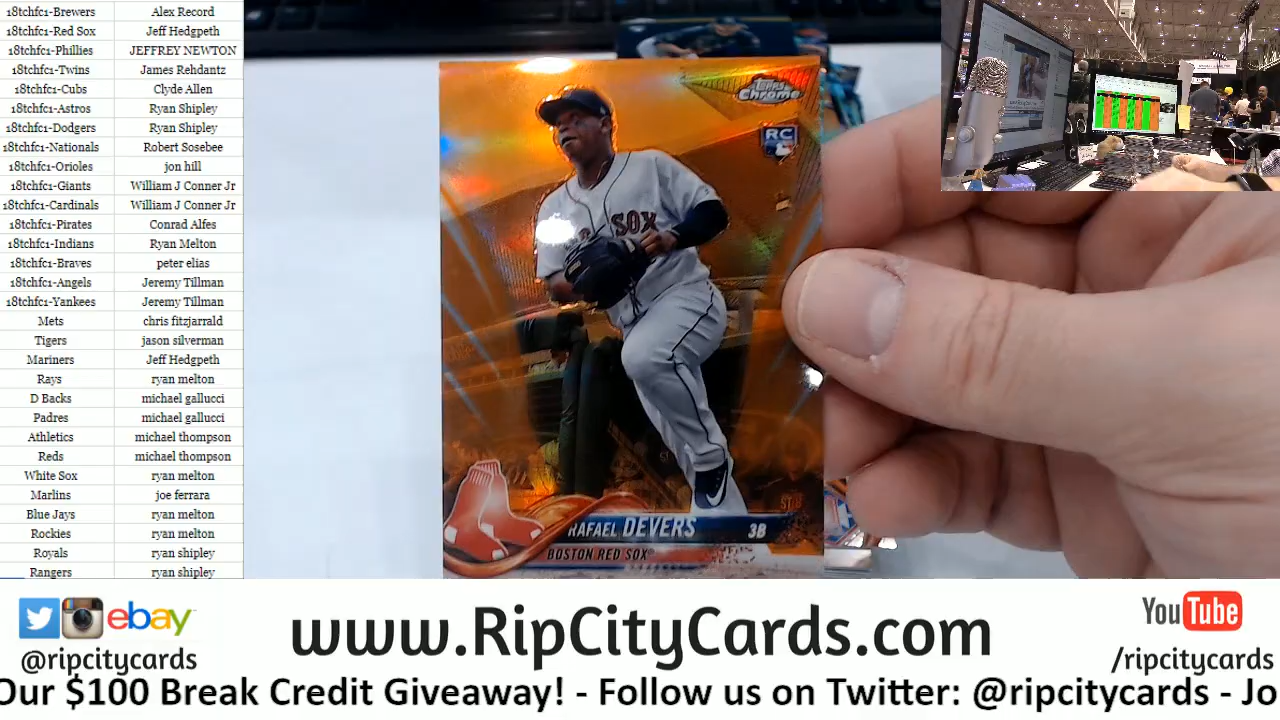 18tchfc1-Brewers Alex Record
18tchfc1-Red Sox Jeff Hedgpeth
18tchfc1-Phillies JEFFREY NEWTON
18tchfc1-Twins James Rehdantz
18tchfc1-Cubs Clyde Allen
18tchfc1-Astros Ryan Shipley
18tchfc1-Dodgers Ryan Shipley
18tchfc1-Nationals Robert Sosebee
18tchfc1-Orioles jon hill
18tchfc1-Giants William J Conner Jr
18tchfc1-Cardinals William J Conner Jr
18tchfc1-Pirates Conrad Alfes
18tchfc1-Indians Ryan Melton
18tchfc1-Braves peter elias
18tchfc1-Angels Jeremy Tillman
18tchfc1-Yankees Jeremy Tillman
Mets chris fitzjarrald
Tigers jason silverman
Mariners Jeff Hedgpeth
Rays ryan melton
D Backs michael gallucci
Padres michael gallucci
Athletics michael thompson
Reds michael thompson
White Sox ryan melton
Marlins joe ferrara
Blue Jays ryan melton
Rockies ryan melton
Royals ryan shipley
Rangers ryan shipley
Topps Chrome
RC
SOX
RAFAEL DEVERS 3B
BOSTON RED SOX
ebay
@ripcitycards
www.RipCityCards.com
YouTube
/ripcitycards
Our $100 Break Credit Giveaway! - Follow us on Twitter: @ripcitycards - Jo